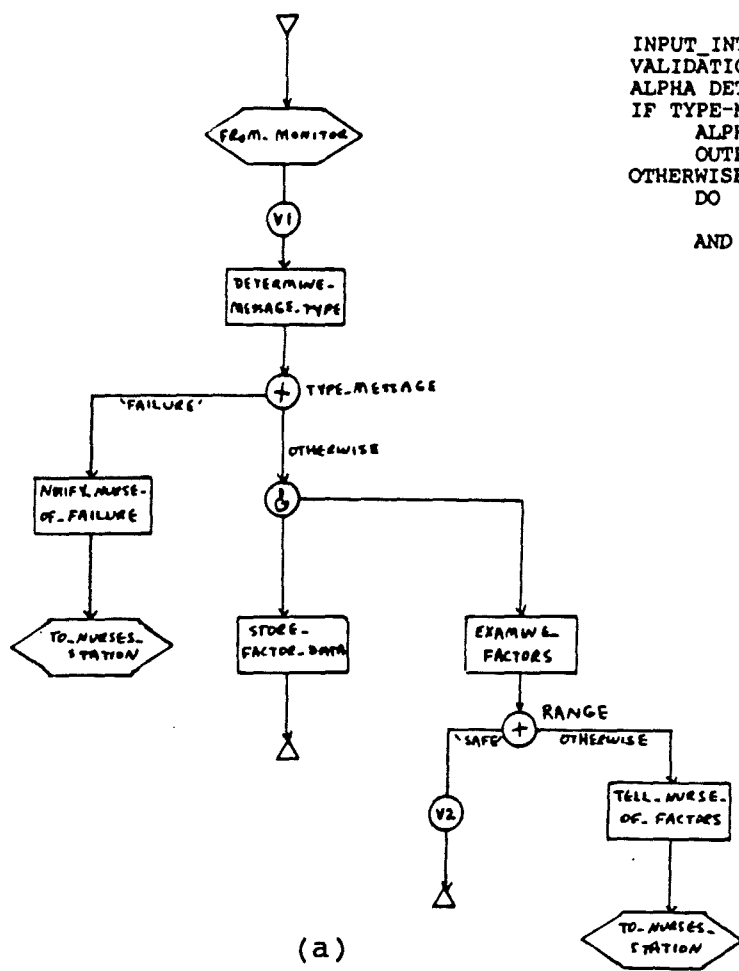 INPUT_INT
VALIDATIO
ALPHA DET
IF TYPE-M
ALPH
OUTP
OTHERWISE
DO
AND
FROM_MONITOR
V1
DETERMINE_
MESSAGE_TYPE
+
TYPE_MESSAGE
'FAILURE'
OTHERWISE
NOTIFY_NURSE_
OF_FAILURE
&
TO_NURSES_
STATION
STORE_
FACTOR_DATA
EXAMINE_
FACTORS
RANGE
'SAFE'
+
OTHERWISE
V2
TELL_NURSE_
OF_FACTORS
TO_NURSES_
STATION
(a)